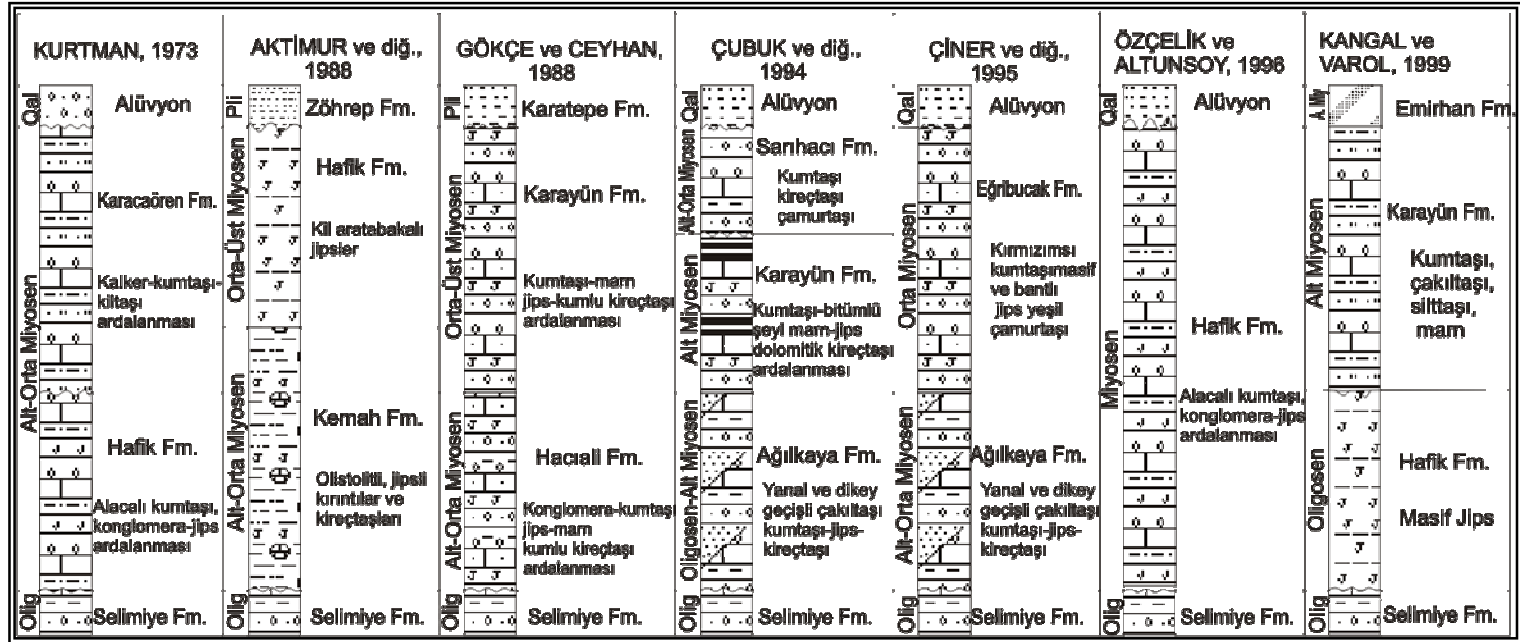 KURTMAN, 1973
Qal
Alüvyon
Alt-Orta Miyosen
Karacaören Fm.
Kalker-kumtaşı-
kiltaşı
ardalanması
Hafik Fm.
Alacalı kumtaşı,
konglomera-jips
ardalanması
Olig
Selimiye Fm.
AKTİMUR ve diğ.,
1988
Pli
Zöhrep Fm.
Orta-Üst Miyosen
Hafik Fm.
Kil aratabakalı
jipsler
Alt-Orta Miyosen
Kemah Fm.
Olistolitli, jipsli
kırıntılar ve
kireçtaşları
Olig
Selimiye Fm.
GÖKÇE ve CEYHAN,
1988
Pli
Karatepe Fm.
Orta-Üst Miyosen
Karayün Fm.
Kumtaşı-marn
jips-kumlu kireçtaşı
ardalanması
Alt-Orta Miyosen
Hacıali Fm.
Konglomera-kumtaşı
jips-marn
kumlu kireçtaşı
ardalanması
Olig
Selimiye Fm.
ÇUBUK ve diğ.,
1994
Qal
Alüvyon
Alt-Orta Miyosen
Sarıhacı Fm.
Kumtaşı
kireçtaşı
çamurtaşı
Alt Miyosen
Karayün Fm.
Kumtaşı-bitümlü
şeyl marn-jips
dolomitik kireçtaşı
ardalanması
Oligosen-Alt Miyosen
Ağılkaya Fm.
Yanal ve dikey
geçişli çakıltaşı
kumtaşı-jips-
kireçtaşı
Olig
Selimiye Fm.
ÇİNER ve diğ.,
1995
Qal
Alüvyon
Orta Miyosen
Eğribucak Fm.
Kırmızımsı
kumtaşımasif
ve bantlı
jips yeşil
çamurtaşı
Alt-Orta Miyosen
Ağılkaya Fm.
Yanal ve dikey
geçişli çakıltaşı
kumtaşı-jips-
kireçtaşı
Olig
Selimiye Fm.
ÖZÇELİK ve
ALTUNSOY, 1996
Qal
Alüvyon
Miyosen
Hafik Fm.
Alacalı kumtaşı,
konglomera-jips
ardalanması
Olig
Selimiye Fm.
KANGAL ve
VAROL, 1999
A. Miy
Emirhan Fm.
Alt Miyosen
Karayün Fm.
Kumtaşı,
çakıltaşı,
silttaşı,
marn
Oligosen
Hafik Fm.
Masif Jips
Olig
Selimiye Fm.